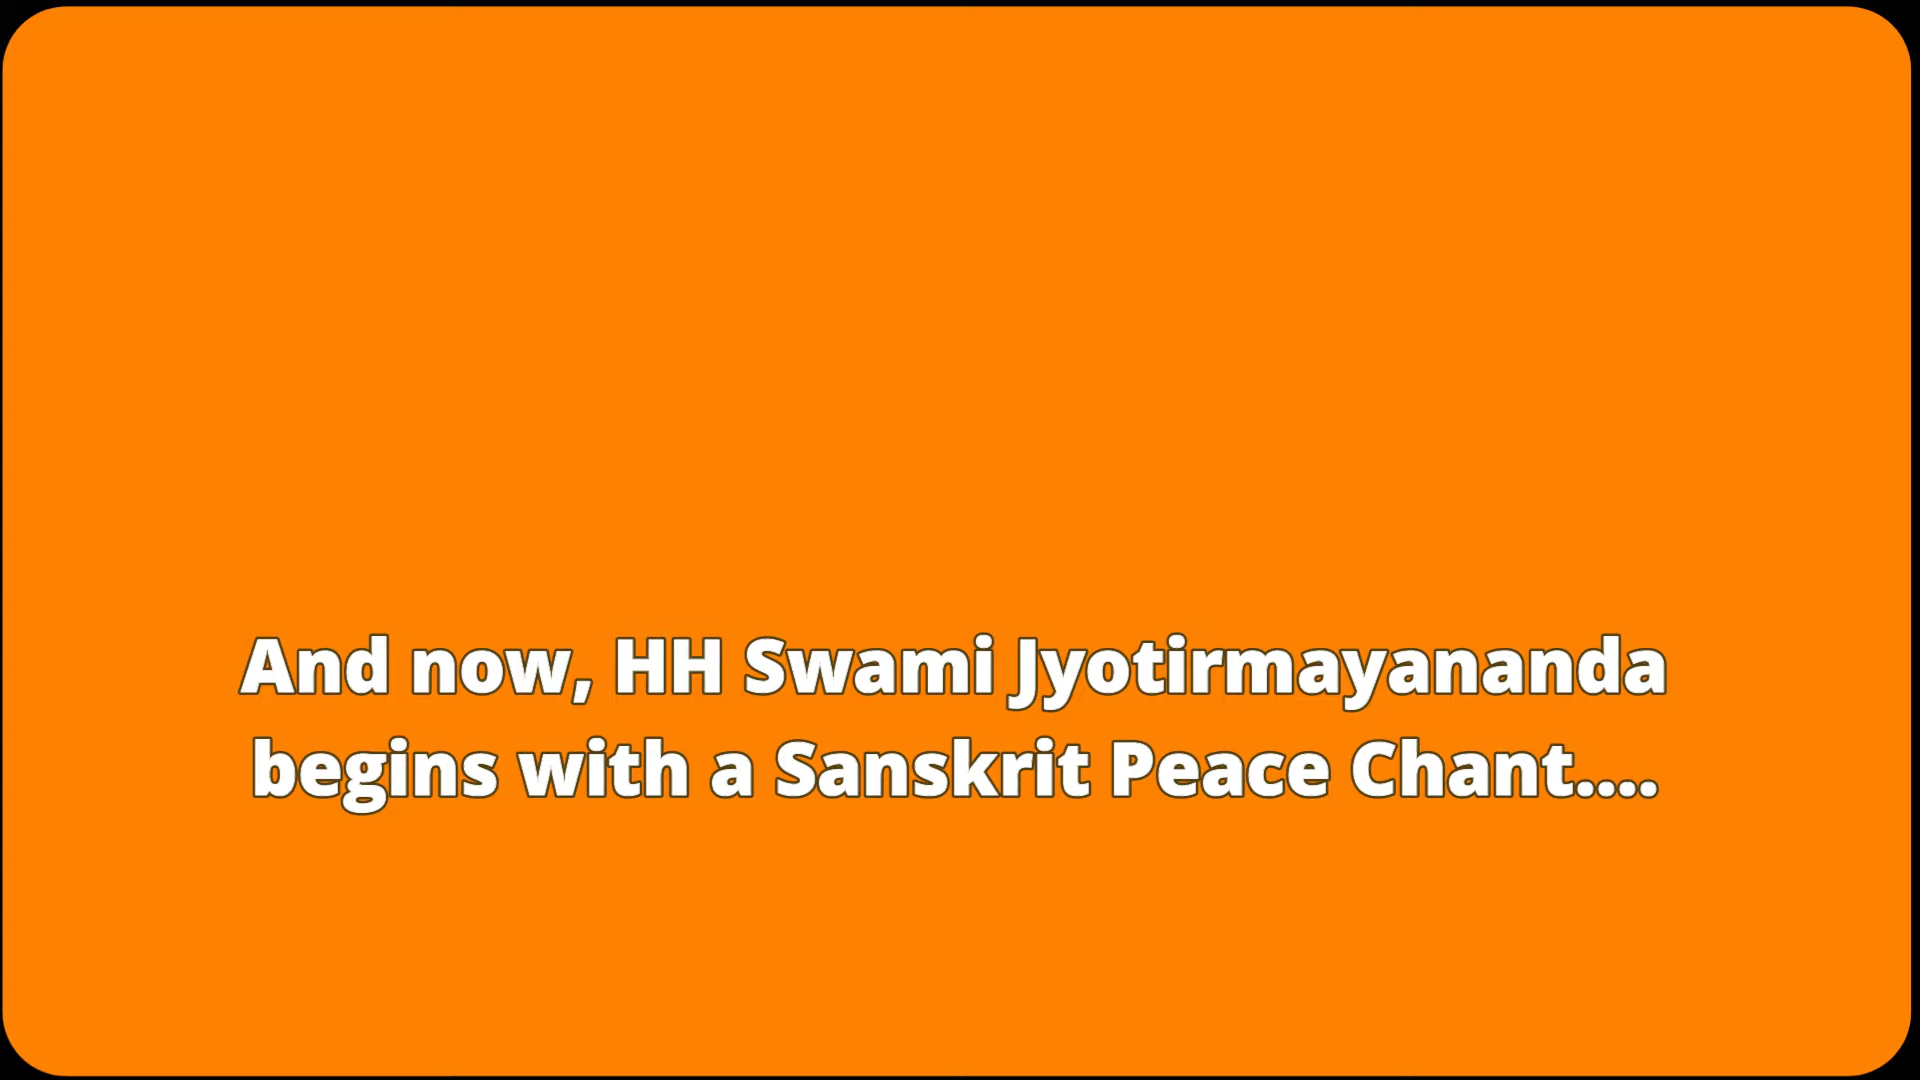 And now, HH Swami Jyotirmayananda
begins with a Sanskrit Peace Chant....